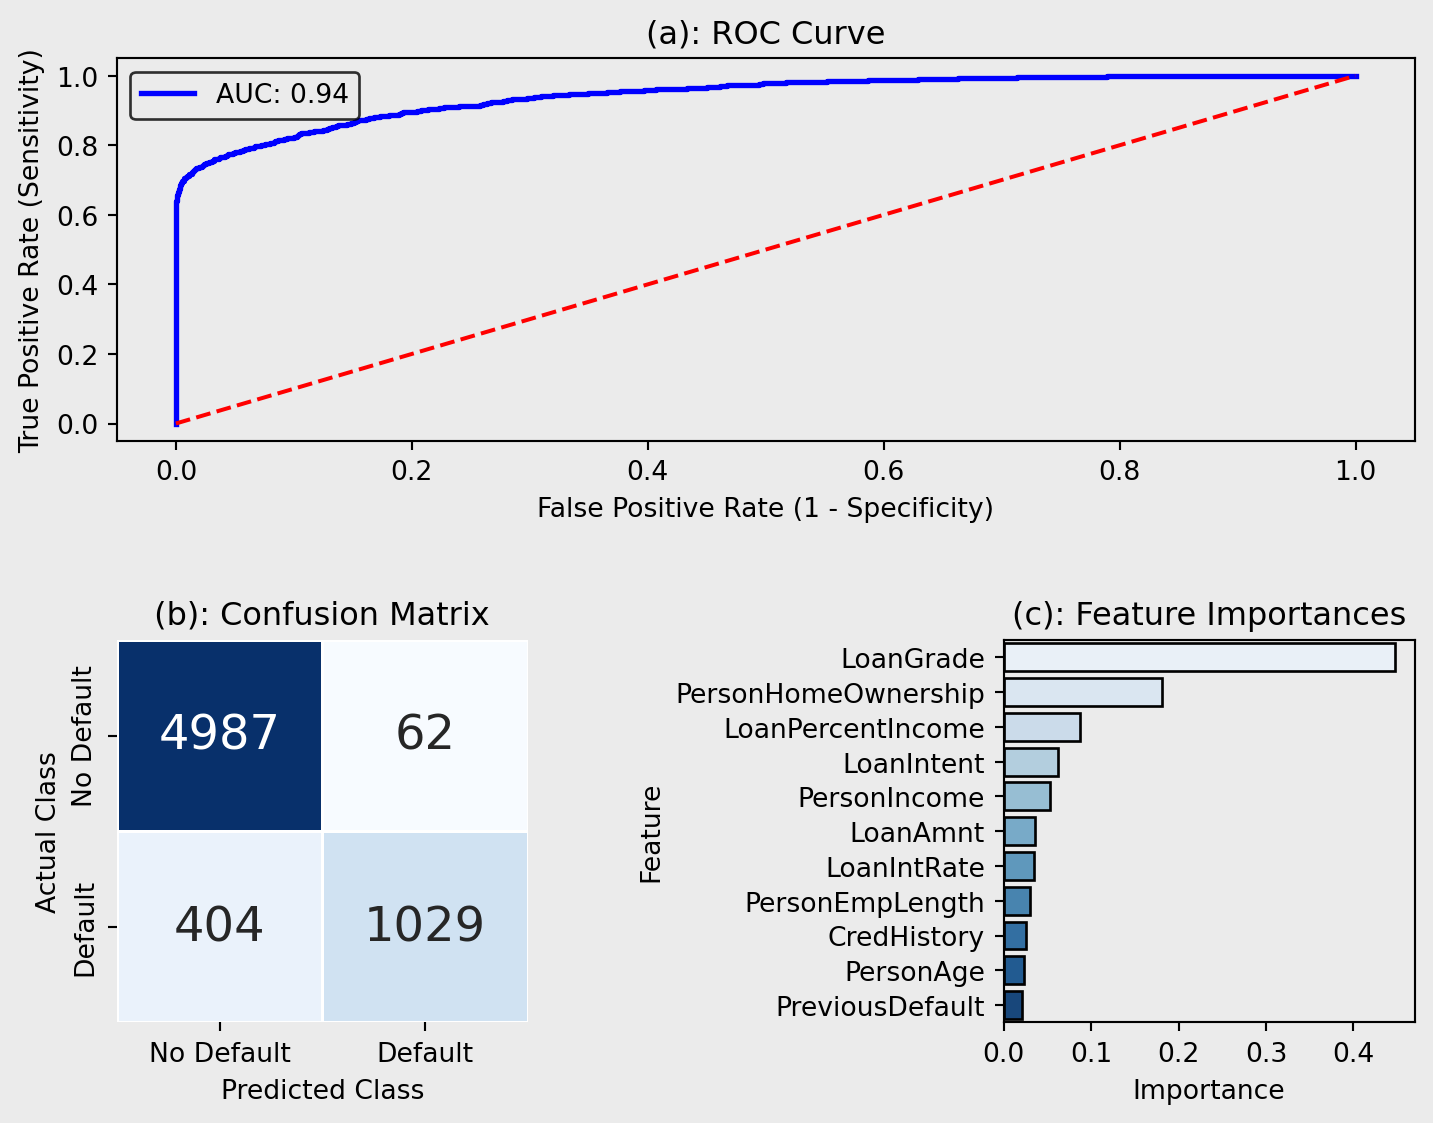 (a): ROC Curve
True Positive Rate (Sensitivity)
1.0
0.8
0.6
0.4
0.2
0.0
AUC: 0.94
0.0 0.2 0.4 0.6 0.8 1.0
False Positive Rate (1 - Specificity)
(b): Confusion Matrix
Actual Class
No Default
Default
4987 62
404 1029
No Default Default
Predicted Class
(c): Feature Importances
Feature
LoanGrade
PersonHomeOwnership
LoanPercentIncome
LoanIntent
PersonIncome
LoanAmnt
LoanIntRate
PersonEmpLength
CredHistory
PersonAge
PreviousDefault
0.0 0.1 0.2 0.3 0.4
Importance